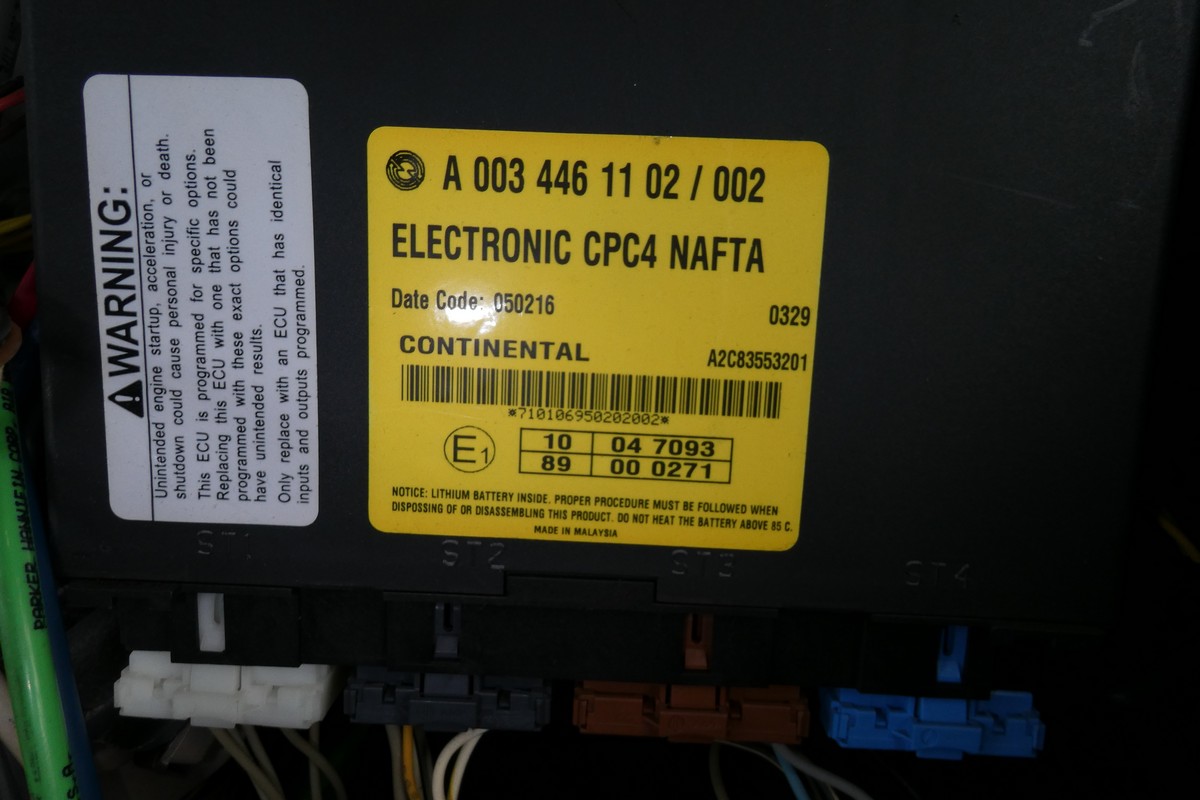 ⚠WARNING:
Unintended engine startup, acceleration, or
shutdown could cause personal injury or death.
This ECU is programmed for specific options.
Replacing this ECU with one that has not been
programmed with these exact options could
have unintended results.
Only replace with an ECU that has identical
inputs and outputs programmed.
A 003 446 11 02 / 002
ELECTRONIC CPC4 NAFTA
Date Code: 050216
0329
CONTINENTAL
A2C83553201
*710106950202002*
E1
10 04 7093
89 00 0271
NOTICE: LITHIUM BATTERY INSIDE. PROPER PROCEDURE MUST BE FOLLOWED WHEN
DISPOSSING OF OR DISASSEMBLING THIS PRODUCT. DO NOT HEAT THE BATTERY ABOVE 85 C.
MADE IN MALAYSIA
ST1
ST2
ST3
ST4
PARKER HANNIFIN CORP. AIR